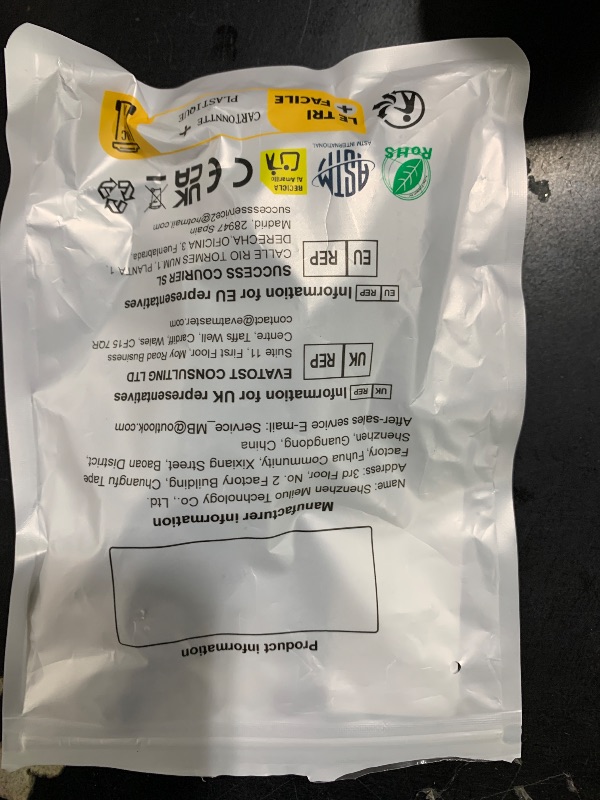 Product information
Manufacturer information
Name: Shenzhen Meiluo Technology Co., Ltd.
Address: 3rd Floor, No. 2 Factory Building, Changfu Tape
Factory, Fuhua Community, Xixiang Street, Baoan District,
Shenzhen, Guangdong, China
After-sales service E-mail: Service_MB@outlook.com
UK REP Information for UK representatives
UK REP
EVATOST CONSULTING LTD
Suite 11, First Floor, Moy Road Business
Centre, Taffs Well, Cardiff, Wales, CF15 7QR
contact@evatmaster.com
EU REP Information for EU representatives
EU REP
SUCCESS COURIER SL
CALLE RIO TORMES NUM 1, PLANTA 1
DERECHA, OFICINA 3, Fuenlabrada,
Madrid, 28947 Spain
successservice2@hotmail.com
RoHS
ASTM
ASTM INTERNATIONAL
RECICLA
Al Amarillo
CE
UK
CA
LE TRI
+ FACILE
CARTONNTTE +
PLASTIQUE